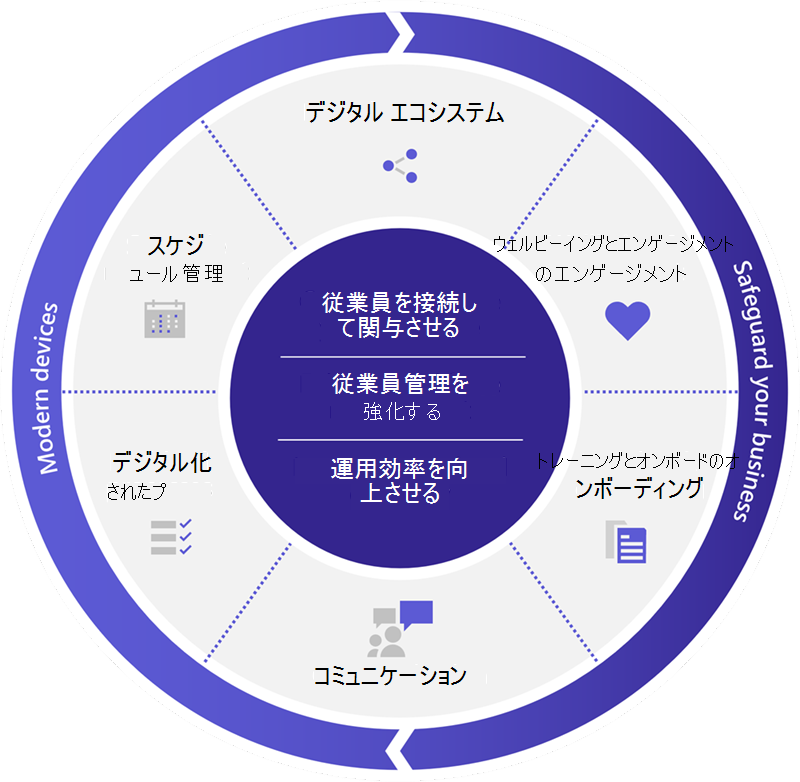 デジタル エコシステム
ウェルビーイングとエンゲージメント
のエンゲージメント
スケジ
ュール管理
従業員を接続し
て関与させる
従業員管理を
強化する
運用効率を向
上させる
デジタル化
されたプ
トレーニングとオンボードのオ
ンボーディング
コミュニケーション
Modern devices
Safeguard your business